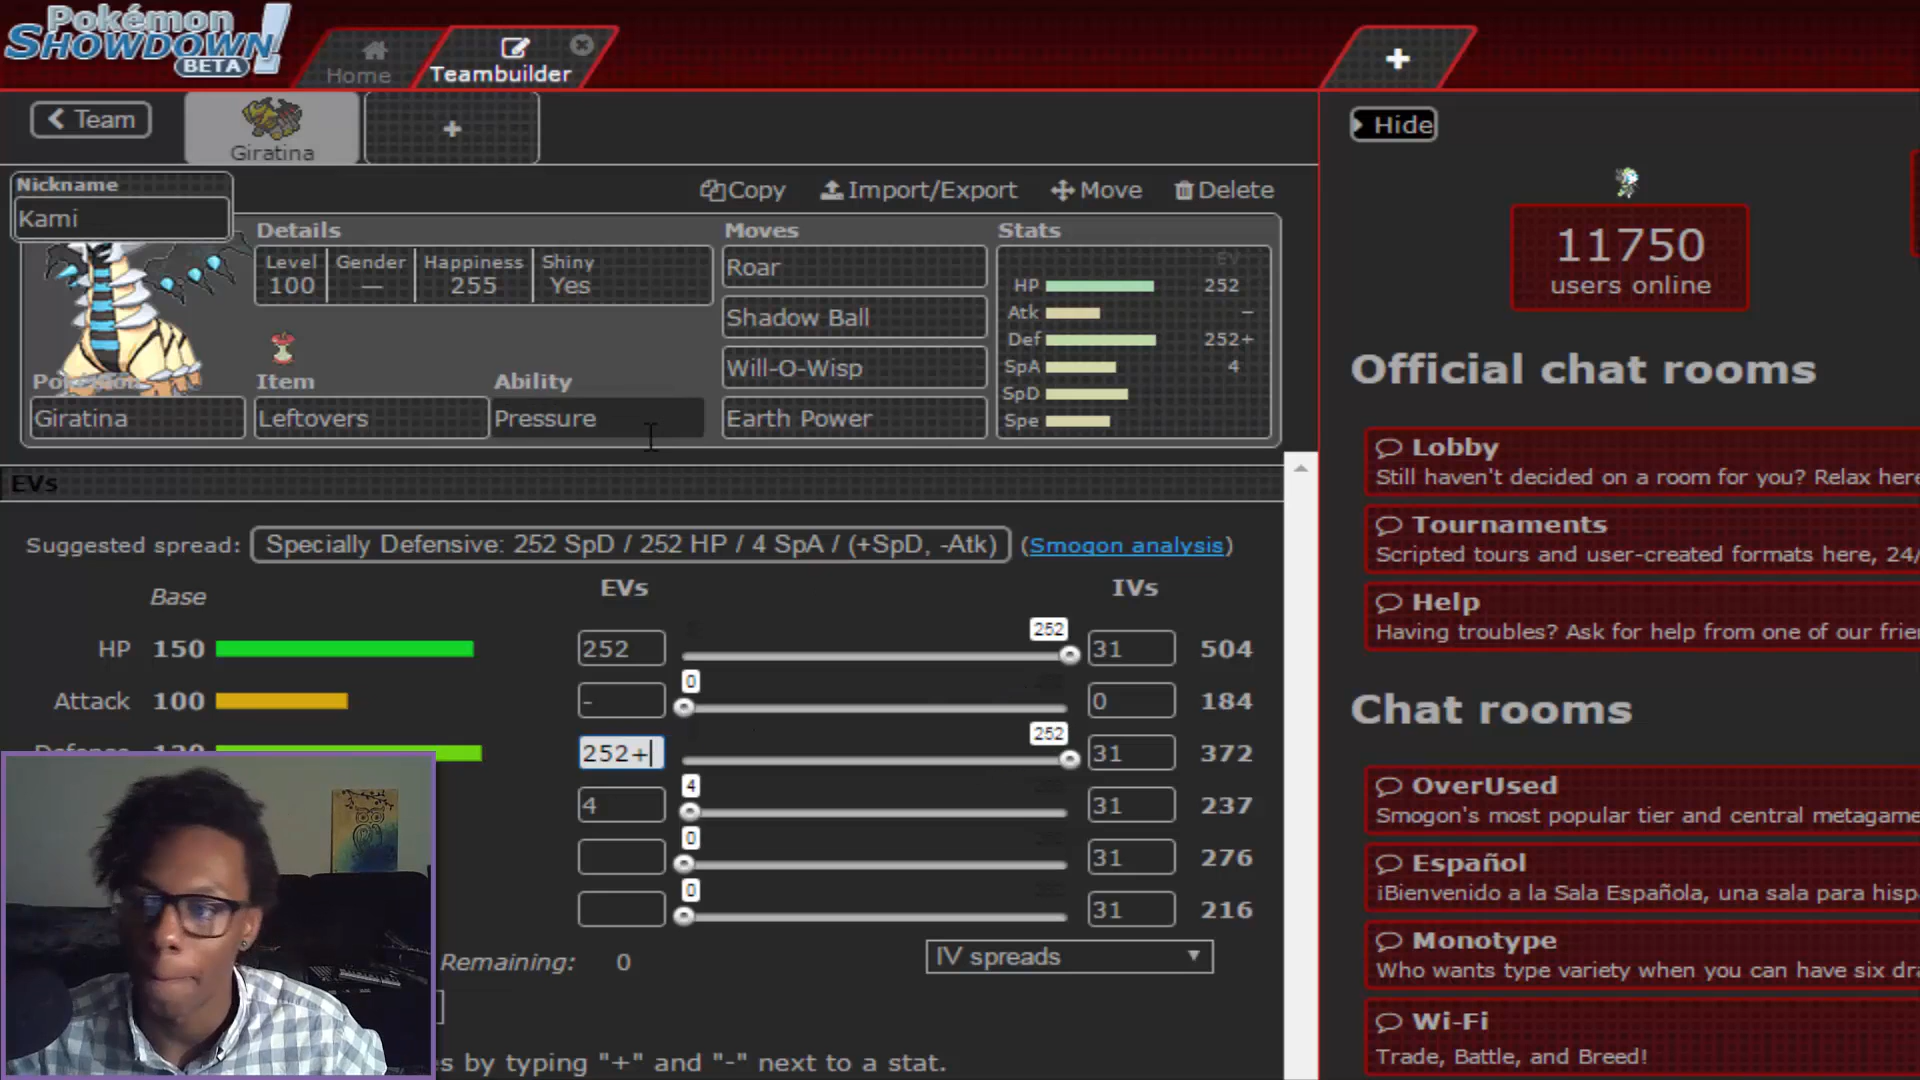 Pokémon
SHOWDOWN!
BETA
Home
Teambuilder
+
Team
Giratina
+
Hide
Nickname
Kami
Copy
Import/Export
Move
Delete
11750
users online
Details
Level
100
Gender
—
Happiness
255
Shiny
Yes
Moves
Roar
Shadow Ball
Will-O-Wisp
Earth Power
Stats
EV
HP 252
Atk -
Def 252+
SpA 4
SpD
Spe
Pokémon
Giratina
Item
Leftovers
Ability
Pressure
EVs
Suggested spread: Specially Defensive: 252 SpD / 252 HP / 4 SpA / (+SpD, -Atk) (Smogon analysis)
Base EVs IVs
HP 150 252 252 31 504
Attack 100 - 0 0 184
Defense 120 252+ 252 31 372
4 4 31 237
0 31 276
0 31 216
Remaining: 0
IV spreads
es by typing "+" and "-" next to a stat.
Official chat rooms
Lobby
Still haven't decided on a room for you? Relax here
Tournaments
Scripted tours and user-created formats here, 24/
Help
Having troubles? Ask for help from one of our frien
Chat rooms
OverUsed
Smogon's most popular tier and central metagame
Español
¡Bienvenido a la Sala Española, una sala para hisp
Monotype
Who wants type variety when you can have six dra
Wi-Fi
Trade, Battle, and Breed!